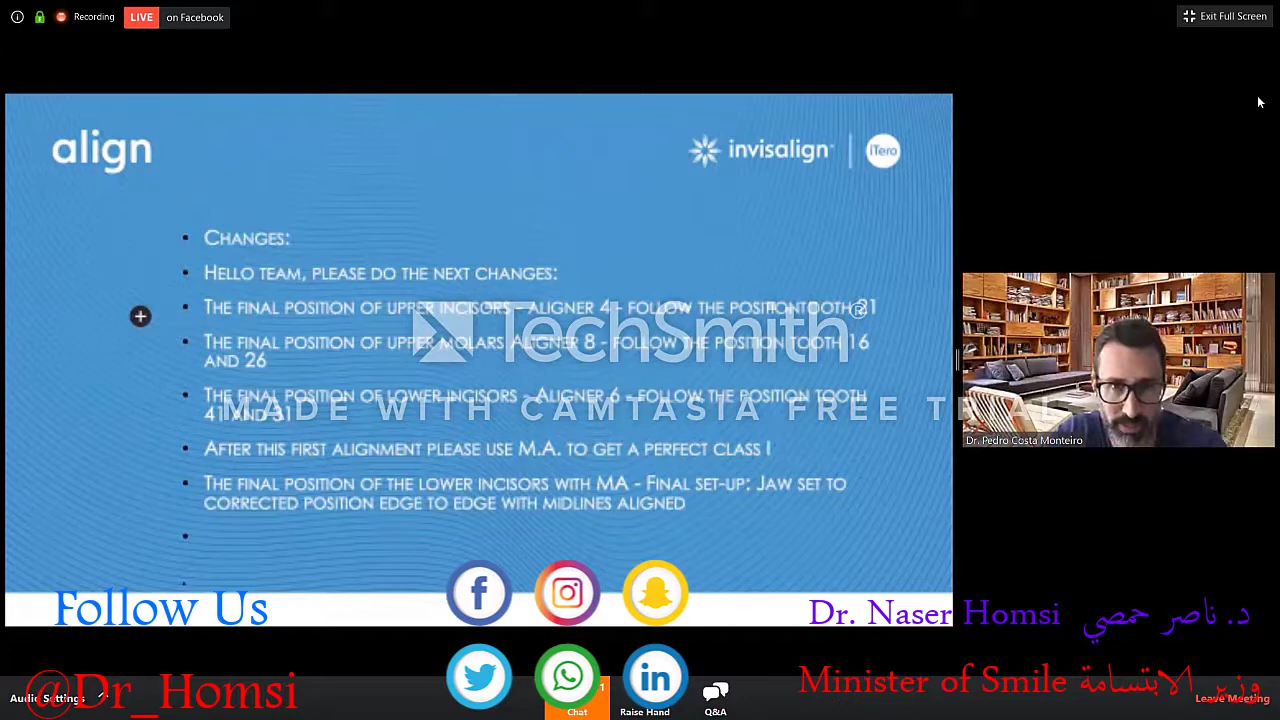 Recording
LIVE on Facebook
Exit Full Screen
align
invisalign
iTero
• CHANGES:
• HELLO TEAM, PLEASE DO THE NEXT CHANGES:
• THE FINAL POSITION OF UPPER INCISORS – ALIGNER 4 - FOLLOW THE POSITIONTOOTH 21
• THE FINAL POSITION OF UPPER MOLARS ALIGNER 8 - FOLLOW THE POSITION TOOTH 16
AND 26
• THE FINAL POSITION OF LOWER INCISORS - ALIGNER 6 -FOLLOW THE POSITION TOOTH
41 AND 31
• AFTER THIS FIRST ALIGNMENT PLEASE USE M.A. TO GET A PERFECT CLASS I
• THE FINAL POSITION OF THE LOWER INCISORS WITH MA - FINAL SET-UP: JAW SET TO
CORRECTED POSITION EDGE TO EDGE WITH MIDLINES ALIGNED
TechSmith®
MADE WITH CAMTASIA FREE TRIAL
Dr. Pedro Costa Monteiro
Follow Us
Dr. Naser Homsi د. ناصر حمصي
@Dr_Homsi
Minister of Smile وزير الابتسامة
Audio Settings
1
Chat
Raise Hand
Q&A
Leave Meeting